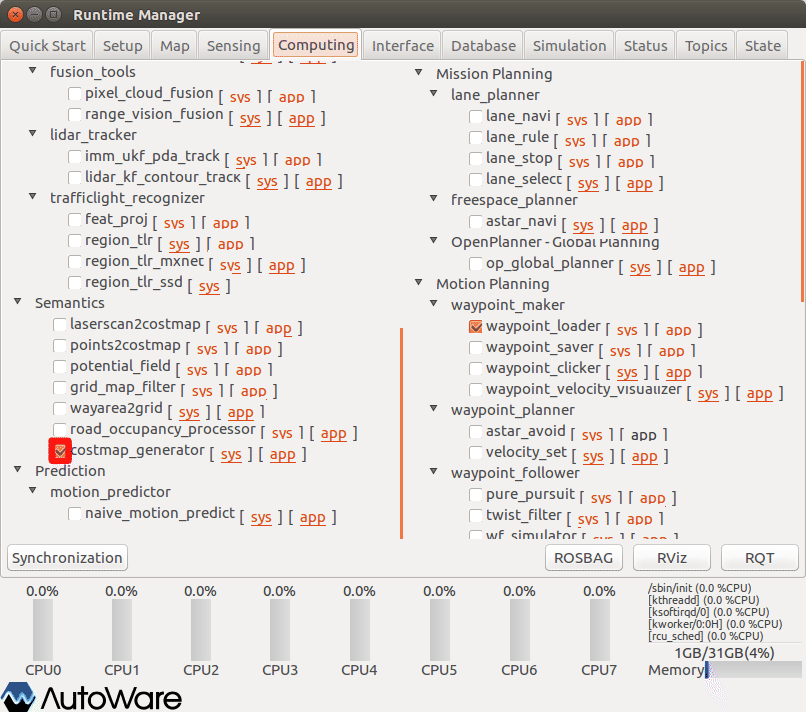 Runtime Manager
Quick Start Setup Map Sensing Computing Interface Database Simulation Status Topics State
fusion_tools
pixel_cloud_fusion [ sys ] [ app ]
range_vision_fusion [ sys ] [ app ]
lidar_tracker
imm_ukf_pda_track [ sys ] [ app ]
lidar_kf_contour_track [ sys ] [ app ]
trafficlight_recognizer
feat_proj [ sys ] [ app ]
region_tlr [ sys ] [ app ]
region_tlr_mxnet [ sys ] [ app ]
region_tlr_ssd [ sys ]
Semantics
laserscan2costmap [ sys ] [ app ]
points2costmap [ sys ] [ app ]
potential_field [ sys ] [ app ]
grid_map_filter [ sys ] [ app ]
wayarea2grid [ sys ] [ app ]
road_occupancy_processor [ sys ] [ app ]
costmap_generator [ sys ] [ app ]
Prediction
motion_predictor
naive_motion_predict [ sys ] [ app ]
Mission Planning
lane_planner
lane_navi [ sys ] [ app ]
lane_rule [ sys ] [ app ]
lane_stop [ sys ] [ app ]
lane_select [ sys ] [ app ]
freespace_planner
astar_navi [ sys ] [ app ]
OpenPlanner - Global Planning
op_global_planner [ sys ] [ app ]
Motion Planning
waypoint_maker
waypoint_loader [ sys ] [ app ]
waypoint_saver [ sys ] [ app ]
waypoint_clicker [ sys ] [ app ]
waypoint_velocity_visualizer [ sys ] [ app ]
waypoint_planner
astar_avoid [ sys ] [ app ]
velocity_set [ sys ] [ app ]
waypoint_follower
pure_pursuit [ sys ] [ app ]
twist_filter [ sys ] [ app ]
wf_simulator [ sys ] [ app ]
Synchronization ROSBAG RViz RQT
0.0% 0.0% 0.0% 0.0% 0.0% 0.0% 0.0% 0.0%
CPU0 CPU1 CPU2 CPU3 CPU4 CPU5 CPU6 CPU7
/sbin/init (0.0 %CPU)
[kthreadd] (0.0 %CPU)
[ksoftirqd/0] (0.0 %CPU)
[kworker/0:0H] (0.0 %CPU)
[rcu_sched] (0.0 %CPU)
1GB/31GB(4%)
Memory
AutoWare